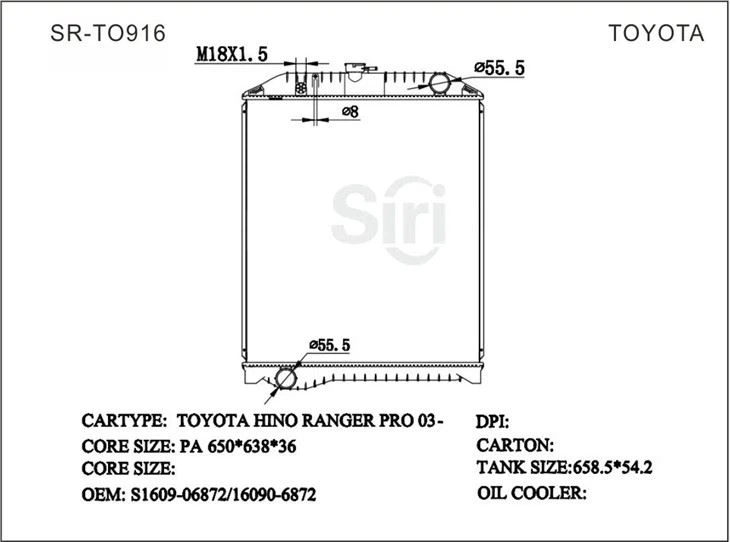 SR-TO916
TOYOTA
M18X1.5
ø55.5
ø8
Siri
ø55.5
CARTYPE: TOYOTA HINO RANGER PRO 03-
DPI:
CORE SIZE: PA 650*638*36
CARTON:
CORE SIZE:
TANK SIZE:658.5*54.2
OEM: S1609-06872/16090-6872
OIL COOLER: